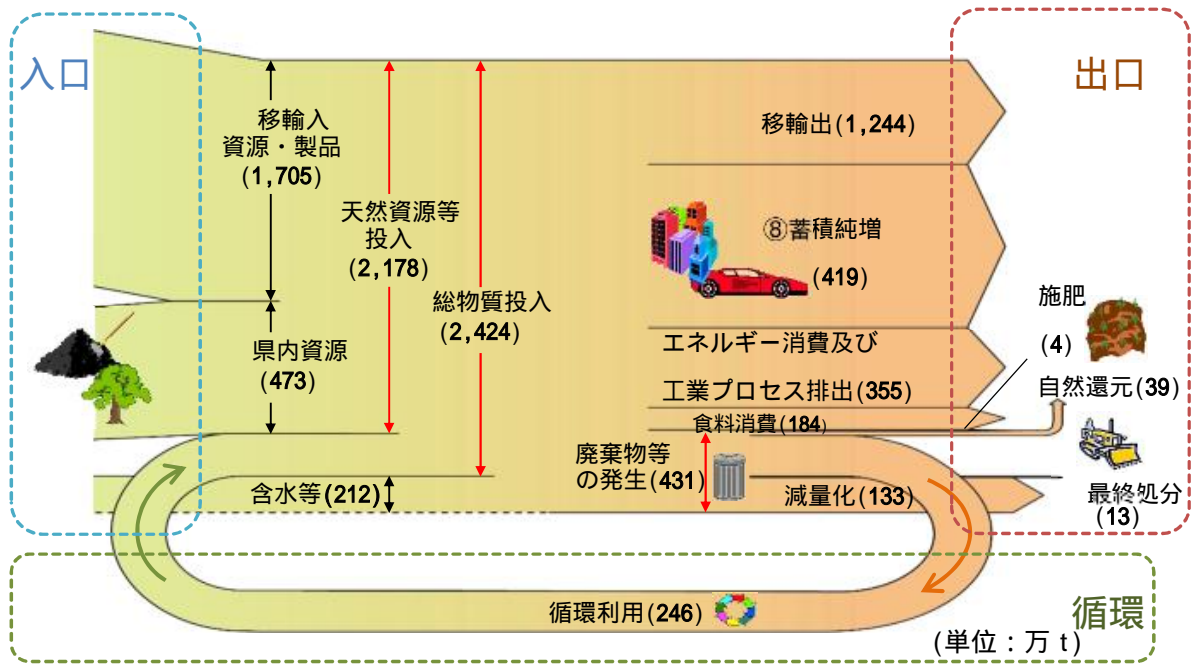 入口
出口
移輸入
資源・製品
(1,705)
天然資源等
投入
(2,178)
総物質投入
(2,424)
県内資源
(473)
含水等(212)
移輸出(1,244)
⑧蓄積純増
(419)
エネルギー消費及び
工業プロセス排出(355)
食料消費(184)
廃棄物等
の発生(431)
減量化(133)
施肥
(4)
自然還元(39)
最終処分
(13)
循環利用(246)
循環
(単位：万t)